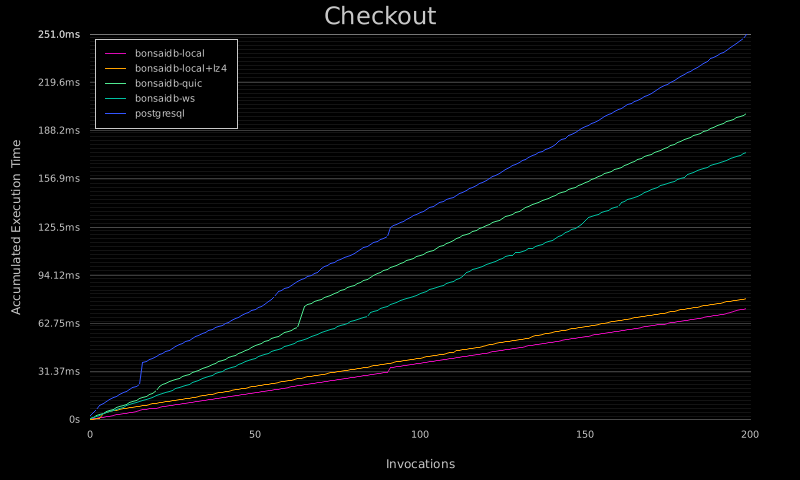 Checkout
251.0ms
219.6ms
188.2ms
156.9ms
125.5ms
94.12ms
62.75ms
31.37ms
0s
Accumulated Execution Time
bonsaidb-local
bonsaidb-local+lz4
bonsaidb-quic
bonsaidb-ws
postgresql
0 50 100 150 200
Invocations